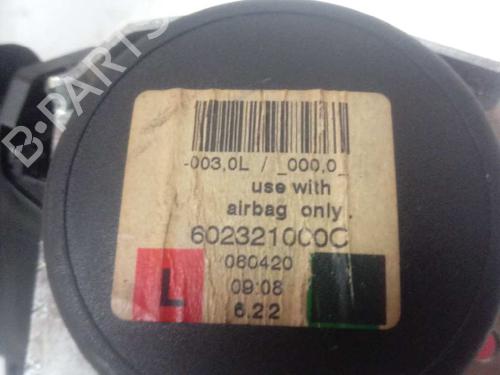 B-PARTS
-003,0L / _000,0_
use with
airbag only.
602321000C
060420
09:08
6.22
L